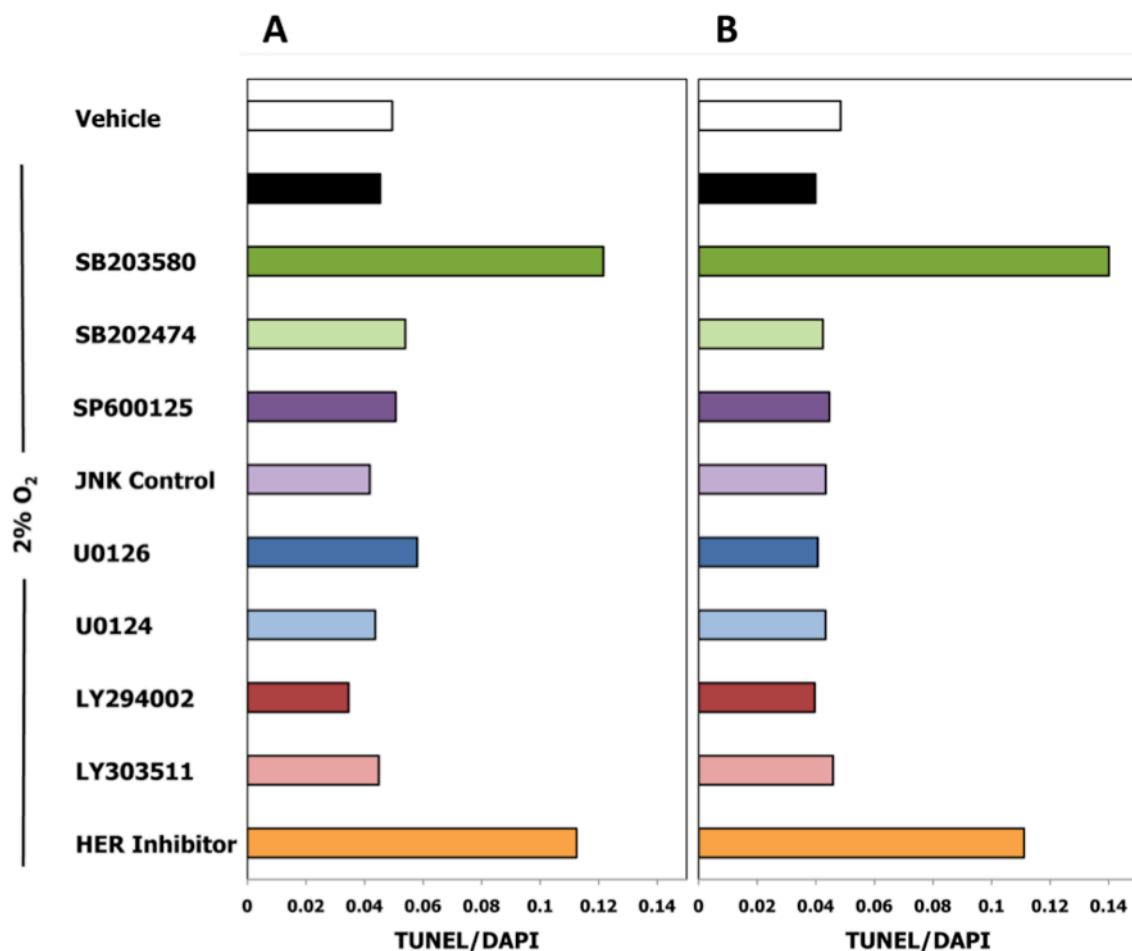 A B
Vehicle
SB203580
SB202474
SP600125
JNK Control
U0126
U0124
LY294002
LY303511
HER Inhibitor
2% O₂
0 0.02 0.04 0.06 0.08 0.1 0.12 0.14 0 0.02 0.04 0.06 0.08 0.1 0.12 0.14
TUNEL/DAPI TUNEL/DAPI